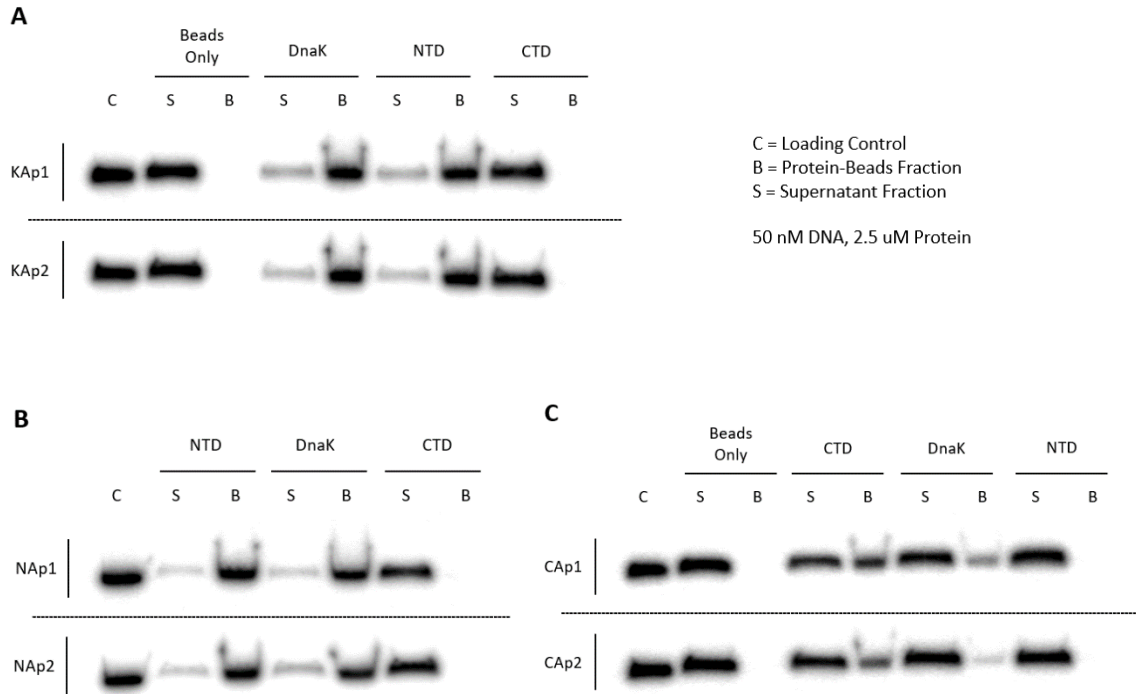 A
Beads Only DnaK NTD CTD
C S B S B S B S B
KAp1
KAp2
C = Loading Control
B = Protein-Beads Fraction
S = Supernatant Fraction
50 nM DNA, 2.5 uM Protein
B
NTD DnaK CTD
C S B S B S B
NAp1
NAp2
C
Beads Only CTD DnaK NTD
C S B S B S B S B
CAp1
CAp2